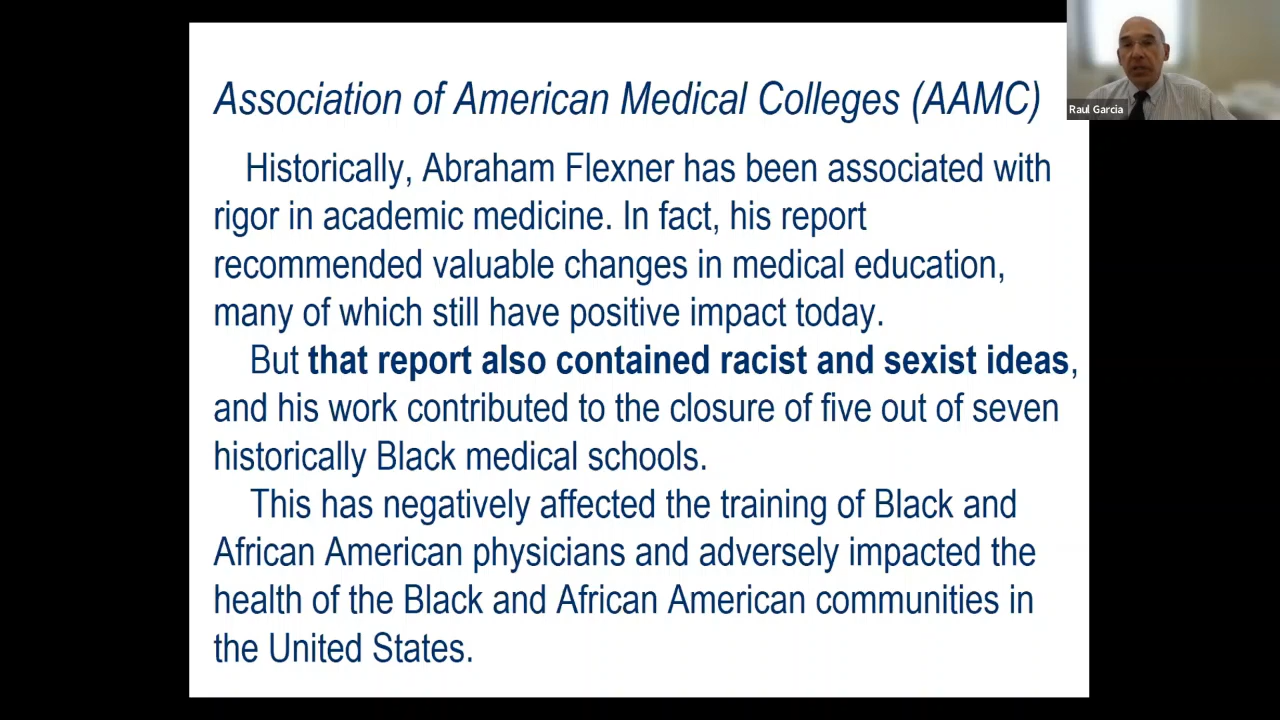 Association of American Medical Colleges (AAMC)
Raul Garcia
Historically, Abraham Flexner has been associated with
rigor in academic medicine. In fact, his report
recommended valuable changes in medical education,
many of which still have positive impact today.
But that report also contained racist and sexist ideas,
and his work contributed to the closure of five out of seven
historically Black medical schools.
This has negatively affected the training of Black and
African American physicians and adversely impacted the
health of the Black and African American communities in
the United States.